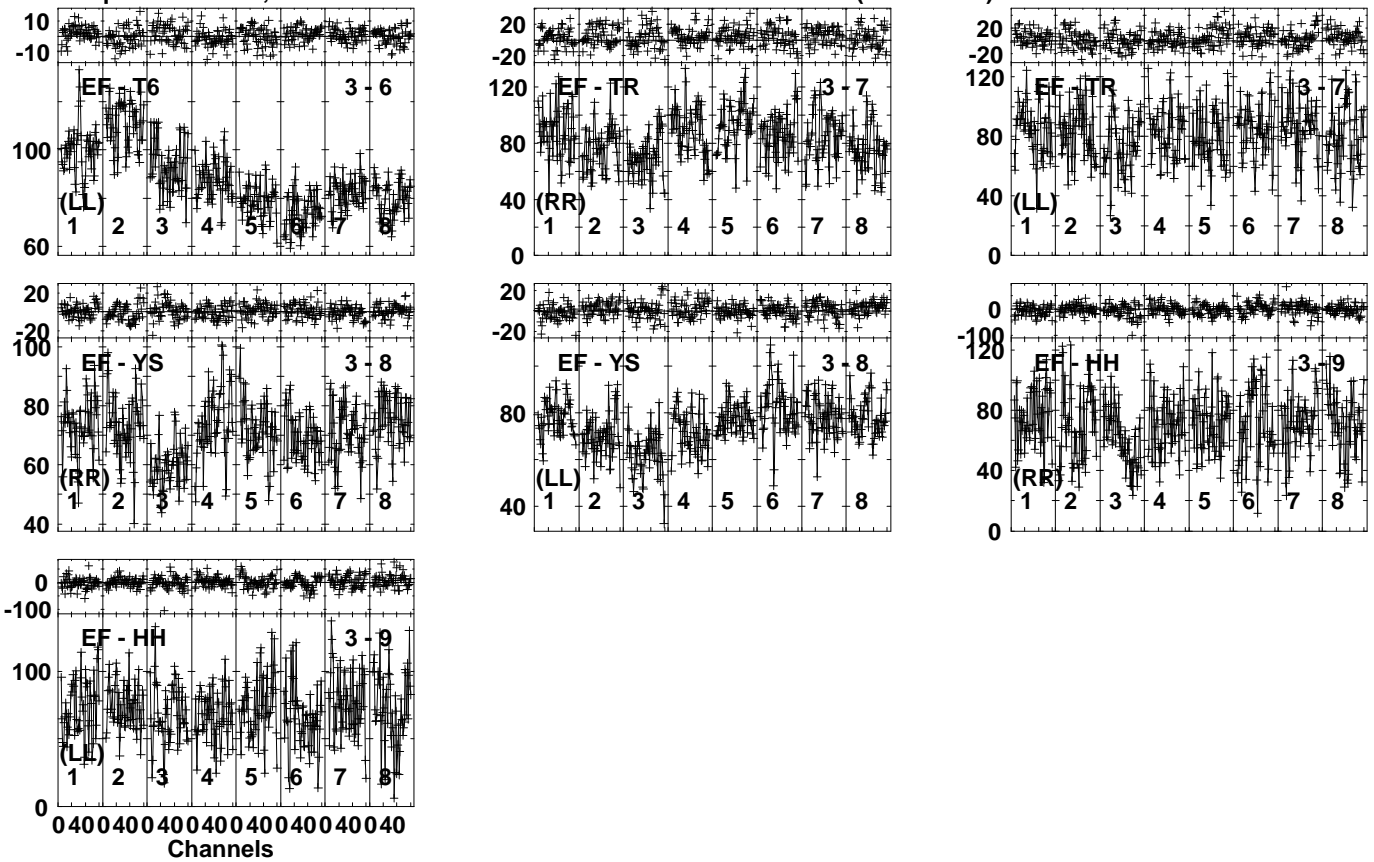 10
-10
EF - T6 3 - 6
100
(LL)
1 2 3 4 5 6 7 8
60
20
-20
120
EF - TR 3 - 7
80
40
(RR)
1 2 3 4 5 6 7 8
0
20
-20
120
EF - TR 3 - 7
80
40
(LL)
1 2 3 4 5 6 7 8
0
20
-20
100
EF - YS 3 - 8
80
60
(RR)
1 2 3 4 5 6 7 8
40
20
-20
EF - YS 3 - 8
80
(LL)
1 2 3 4 5 6 7 8
40
0
-100
120
EF - HH 3 - 9
80
40
(RR)
1 2 3 4 5 6 7 8
0
0
-100
EF - HH 3 - 9
100
(LL)
1 2 3 4 5 6 7 8
0
0 40 0 40 0 40 0 40 0 40 0 40 0 40 0 40
Channels